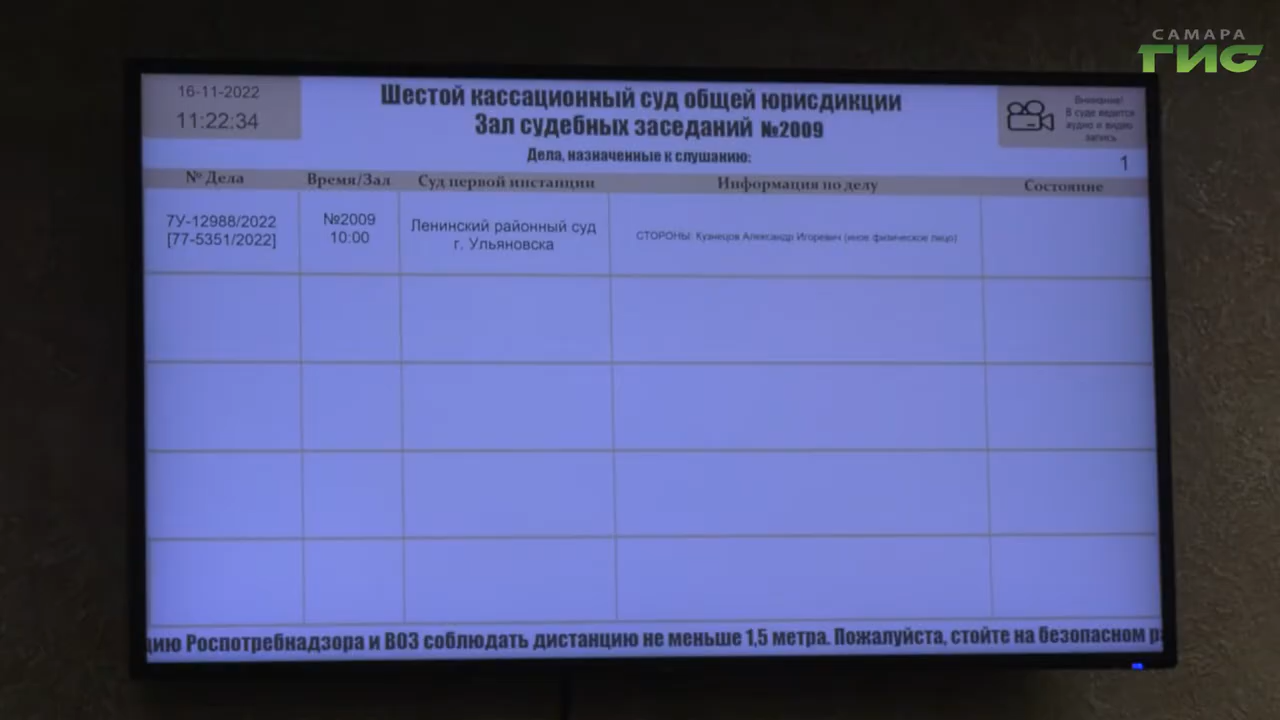 САМАРА
ГИС
16-11-2022
11:22:34
Шестой кассационный суд общей юрисдикции
Зал судебных заседаний №2009
Дела, назначенные к слушанию:
Внимание!
В суде ведется
аудио и видео
запись
1
№ Дела Время/Зал Суд первой инстанции Информация по делу Состояние
7У-12988/2022
[77-5351/2022]
№2009
10:00
Ленинский районный суд
г. Ульяновска
СТОРОНЫ: Кузнецов Александр Игоревич (иное физическое лицо)
Роспотребнадзора и ВОЗ соблюдать дистанцию не меньше 1,5 метра. Пожалуйста, стойте на безопасном